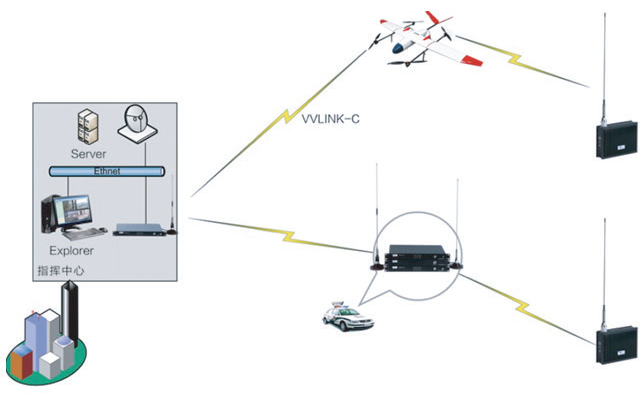 VVLINK-C
Server
Ethnet
Explorer
指挥中心